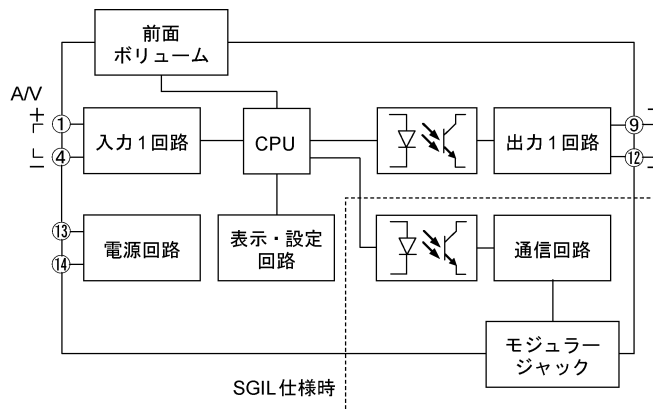 前面
ボリューム
A/V
+
①
④
−
入力1回路
CPU
出力1回路
⑨
⑫
⑬
⑭
電源回路
表示・設定
回路
通信回路
モジュラー
ジャック
SGIL仕様時